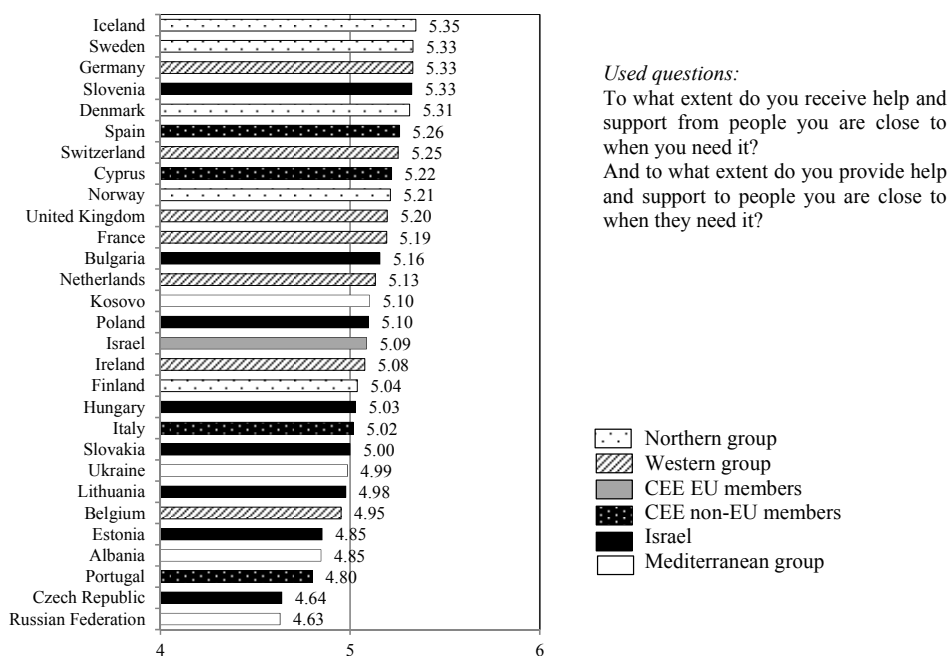 Iceland 5.35
Sweden 5.33
Germany 5.33
Slovenia 5.33
Denmark 5.31
Spain 5.26
Switzerland 5.25
Cyprus 5.22
Norway 5.21
United Kingdom 5.20
France 5.19
Bulgaria 5.16
Netherlands 5.13
Kosovo 5.10
Poland 5.10
Israel 5.09
Ireland 5.08
Finland 5.04
Hungary 5.03
Italy 5.02
Slovakia 5.00
Ukraine 4.99
Lithuania 4.98
Belgium 4.95
Estonia 4.85
Albania 4.85
Portugal 4.80
Czech Republic 4.64
Russian Federation 4.63
4 5 6
Used questions:
To what extent do you receive help and
support from people you are close to
when you need it?
And to what extent do you provide help
and support to people you are close to
when they need it?
Northern group
Western group
CEE EU members
CEE non-EU members
Israel
Mediterranean group